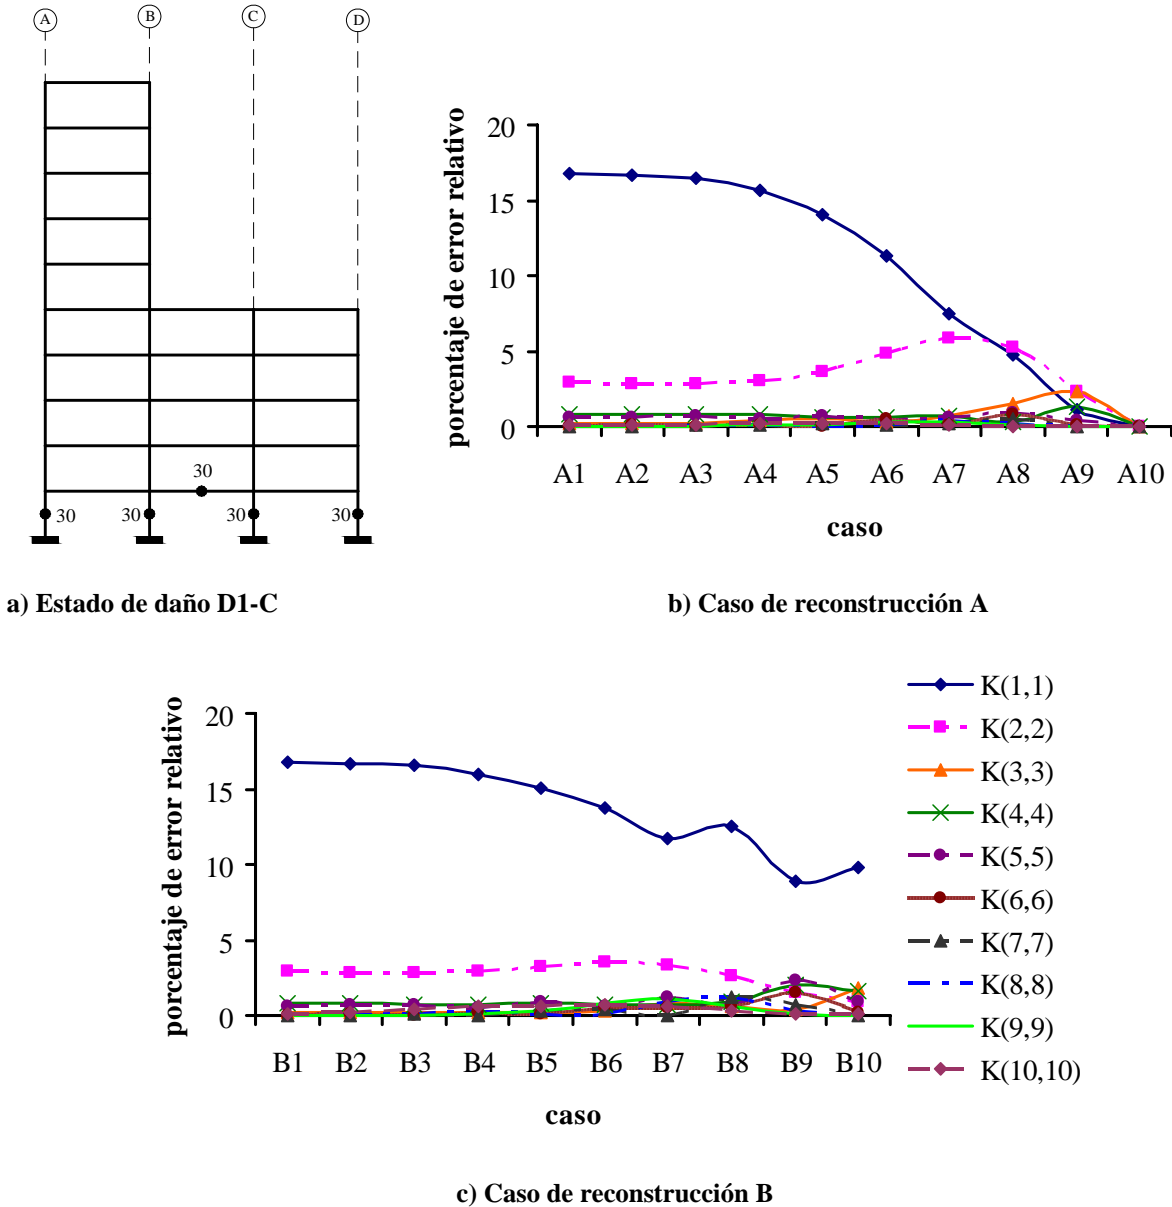 A B C D
30
30 30 30 30
a) Estado de daño D1-C
porcentaje de error relativo
20
15
10
5
0
A1 A2 A3 A4 A5 A6 A7 A8 A9 A10
caso
b) Caso de reconstrucción A
porcentaje de error relativo
20
15
10
5
0
B1 B2 B3 B4 B5 B6 B7 B8 B9 B10
caso
K(1,1)
K(2,2)
K(3,3)
K(4,4)
K(5,5)
K(6,6)
K(7,7)
K(8,8)
K(9,9)
K(10,10)
c) Caso de reconstrucción B